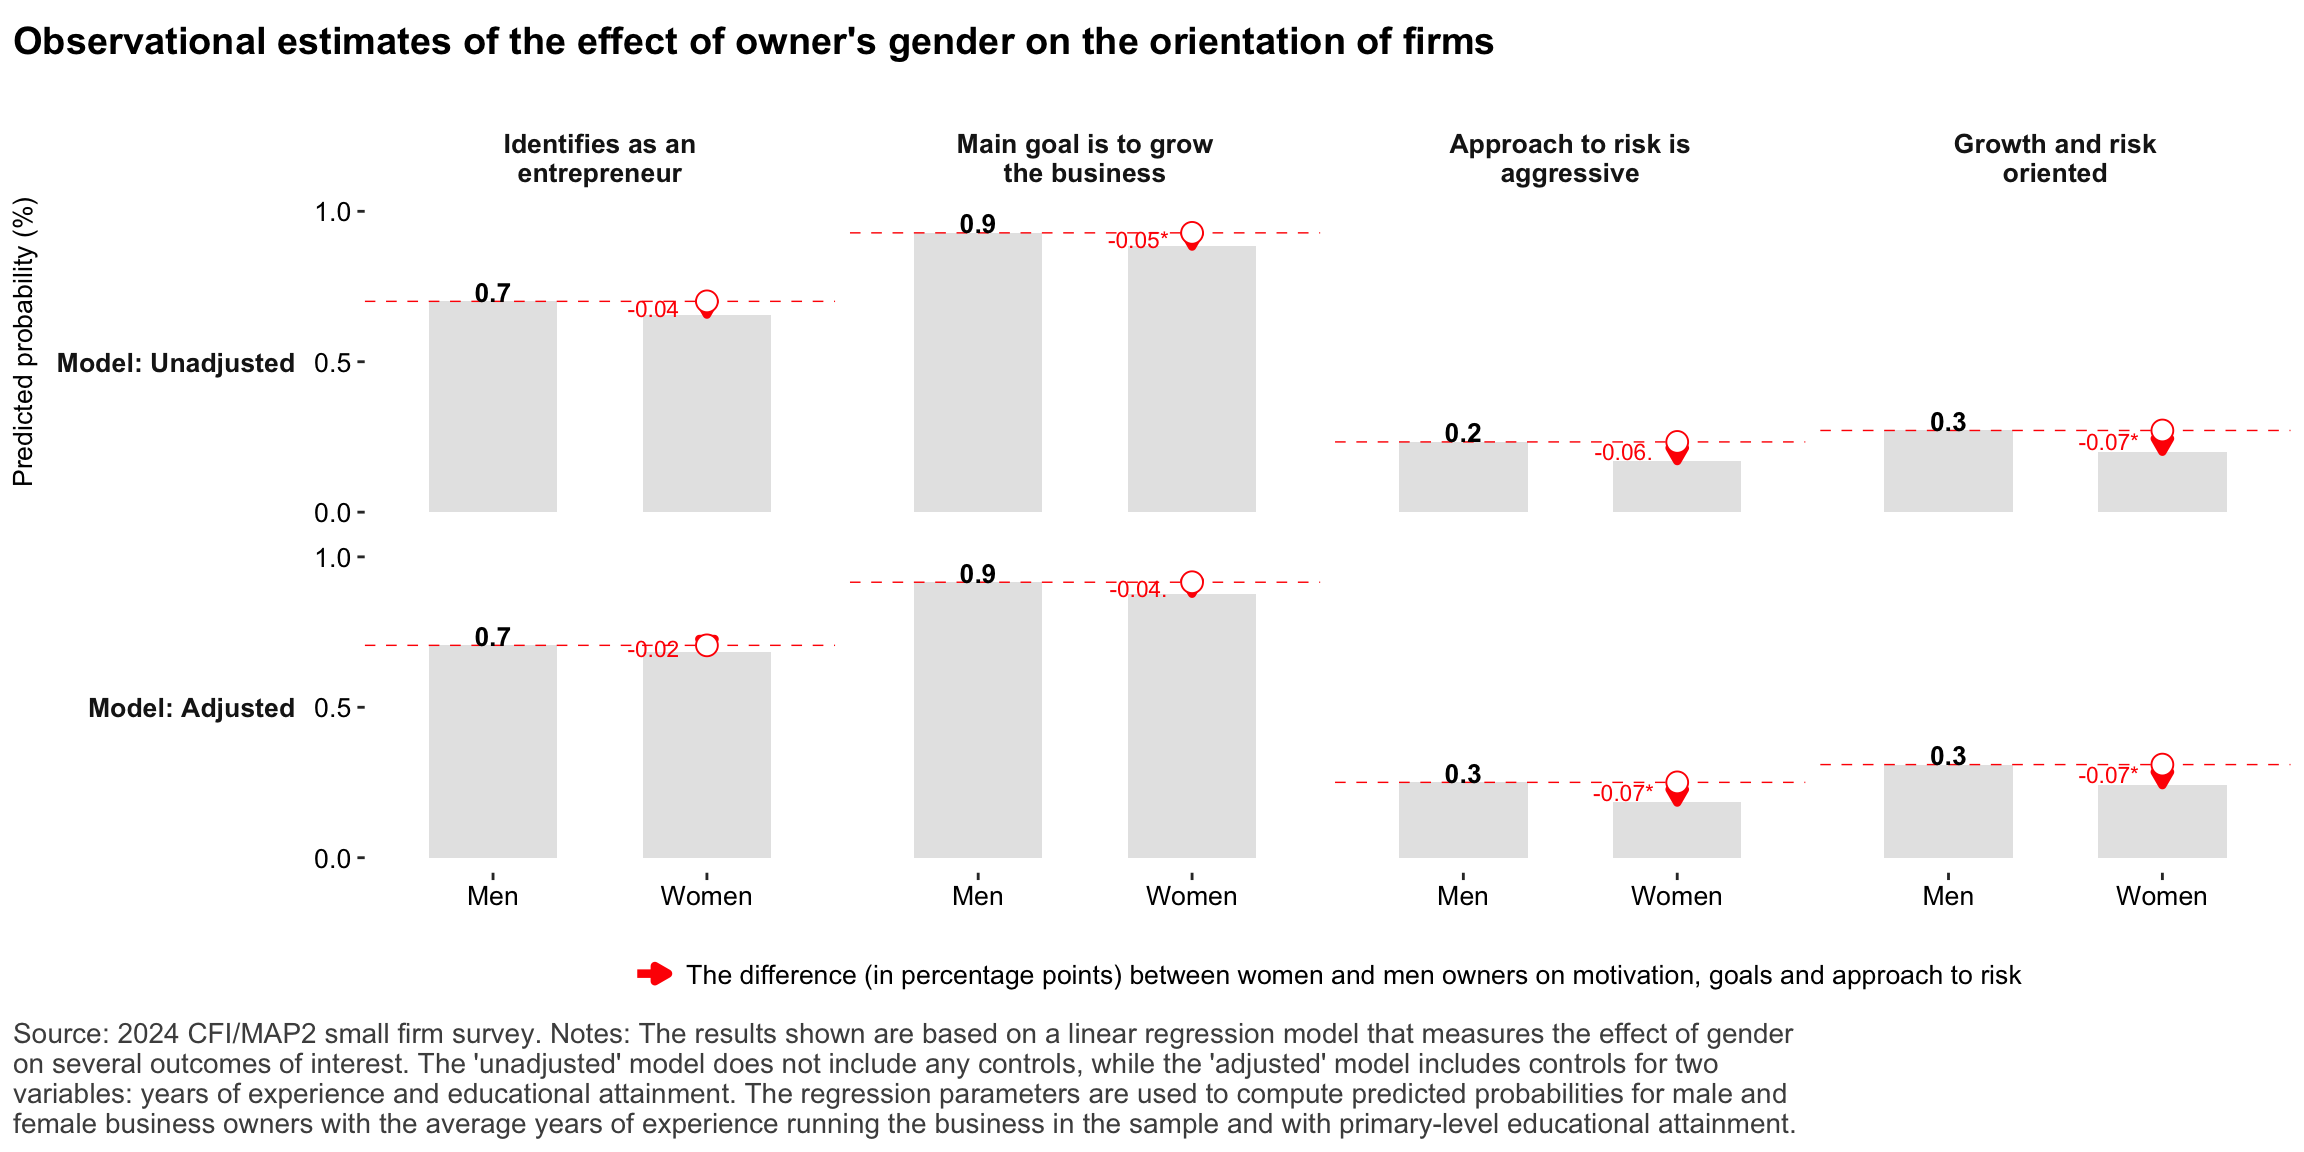 Observational estimates of the effect of owner's gender on the orientation of firms
Identifies as an
entrepreneur
Main goal is to grow
the business
Approach to risk is
aggressive
Growth and risk
oriented
Predicted probability (%)
Model: Unadjusted
1.0
0.5
0.0
0.7
-0.04
0.9
-0.05*
0.2
-0.06.
0.3
-0.07*
Model: Adjusted
1.0
0.5
0.0
0.7
-0.02
0.9
-0.04.
0.3
-0.07*
0.3
-0.07*
Men
Women
Men
Women
Men
Women
Men
Women
The difference (in percentage points) between women and men owners on motivation, goals and approach to risk
Source: 2024 CFI/MAP2 small firm survey. Notes: The results shown are based on a linear regression model that measures the effect of gender
on several outcomes of interest. The 'unadjusted' model does not include any controls, while the 'adjusted' model includes controls for two
variables: years of experience and educational attainment. The regression parameters are used to compute predicted probabilities for male and
female business owners with the average years of experience running the business in the sample and with primary-level educational attainment.